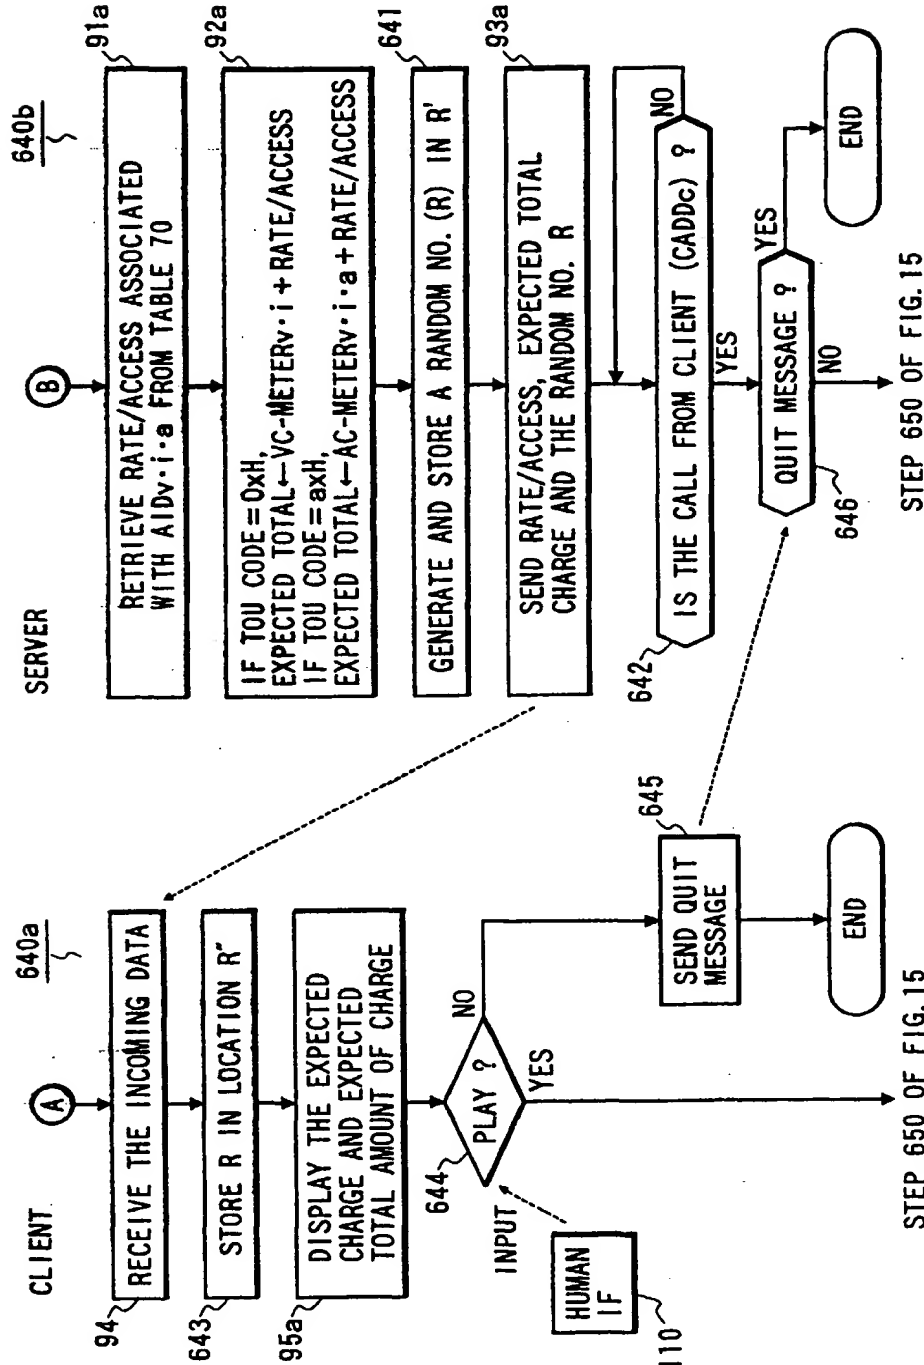 CLIENT
640a
A
RECEIVE THE INCOMING DATA
94
STORE R IN LOCATION R"
643
DISPLAY THE EXPECTED
CHARGE AND EXPECTED
TOTAL AMOUNT OF CHARGE
95a
PLAY ?
644
NO
YES
INPUT
HUMAN
IF
110
SEND QUIT
MESSAGE
645
END
STEP 650 OF FIG.15
SERVER
640b
B
RETRIEVE RATE/ACCESS ASSOCIATED
WITH AIDv·i·a FROM TABLE 70
91a
IF TOU CODE=0xH,
EXPECTED TOTAL←VC-METERv·i+RATE/ACCESS
IF TOU CODE=axH,
EXPECTED TOTAL←AC-METERv·i·a+RATE/ACCESS
92a
GENERATE AND STORE A RANDOM NO. (R) IN R'
641
SEND RATE/ACCESS, EXPECTED TOTAL
CHARGE AND THE RANDOM NO. R
93a
IS THE CALL FROM CLIENT (CADDc) ?
642
NO
YES
QUIT MESSAGE ?
646
YES
NO
END
STEP 650 OF FIG.15